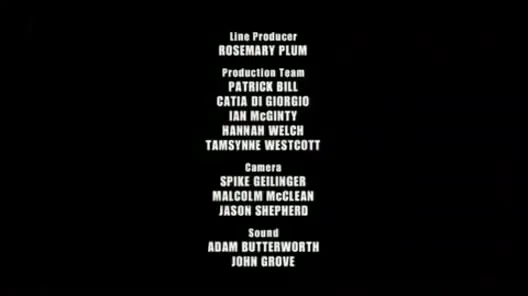 Line Producer
ROSEMARY PLUM
Production Team
PATRICK BILL
CATIA DI GIORGIO
IAN McGINTY
HANNAH WELCH
TAMSYNNE WESTCOTT
Camera
SPIKE GEILINGER
MALCOLM McCLEAN
JASON SHEPHERD
Sound
ADAM BUTTERWORTH
JOHN GROVE